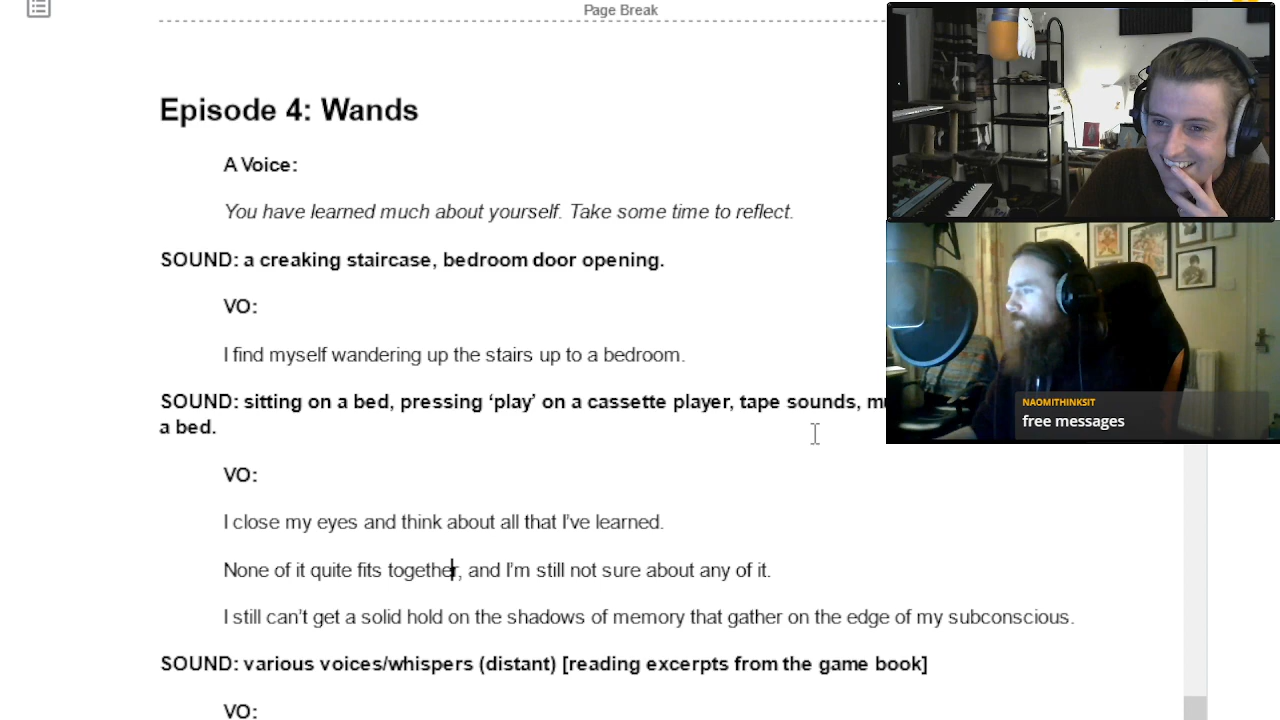 Page Break
Episode 4: Wands
A Voice:
You have learned much about yourself. Take some time to reflect.
SOUND: a creaking staircase, bedroom door opening.
VO:
I find myself wandering up the stairs up to a bedroom.
SOUND: sitting on a bed, pressing ‘play’ on a cassette player, tape sounds,
a bed.
VO:
I close my eyes and think about all that I’ve learned.
None of it quite fits together, and I’m still not sure about any of it.
I still can’t get a solid hold on the shadows of memory that gather on the edge of my subconscious.
SOUND: various voices/whispers (distant) [reading excerpts from the game book]
VO:
NAOMITHINKSIT
free messages